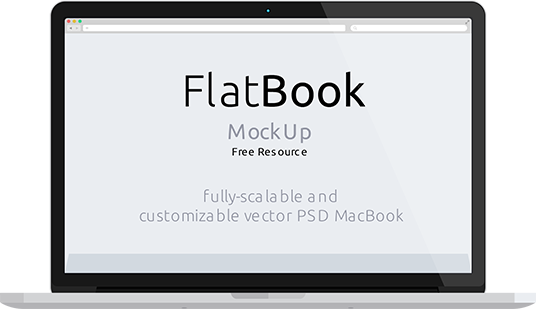 FlatBook
MockUp
Free Resource
fully-scalable and
customizable vector PSD MacBook